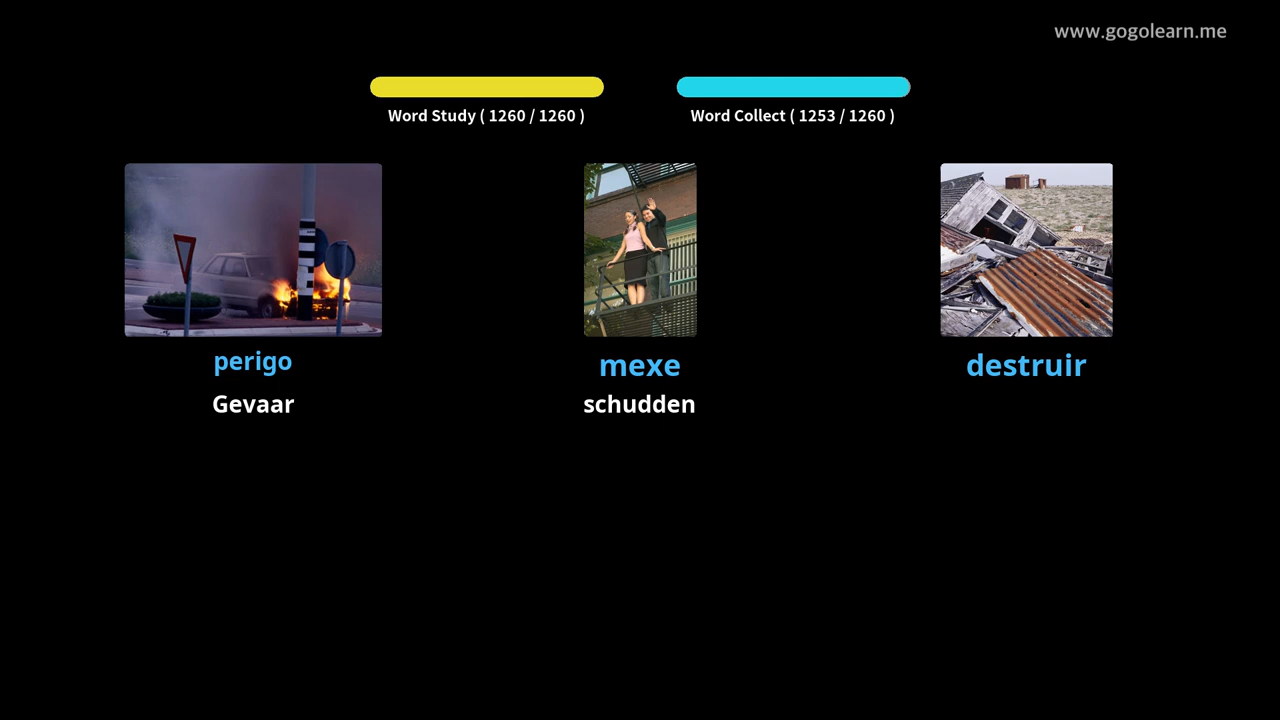 www.gogolearn.me
Word Study ( 1260 / 1260 )
Word Collect ( 1253 / 1260 )
perigo
Gevaar
mexe
schudden
destruir